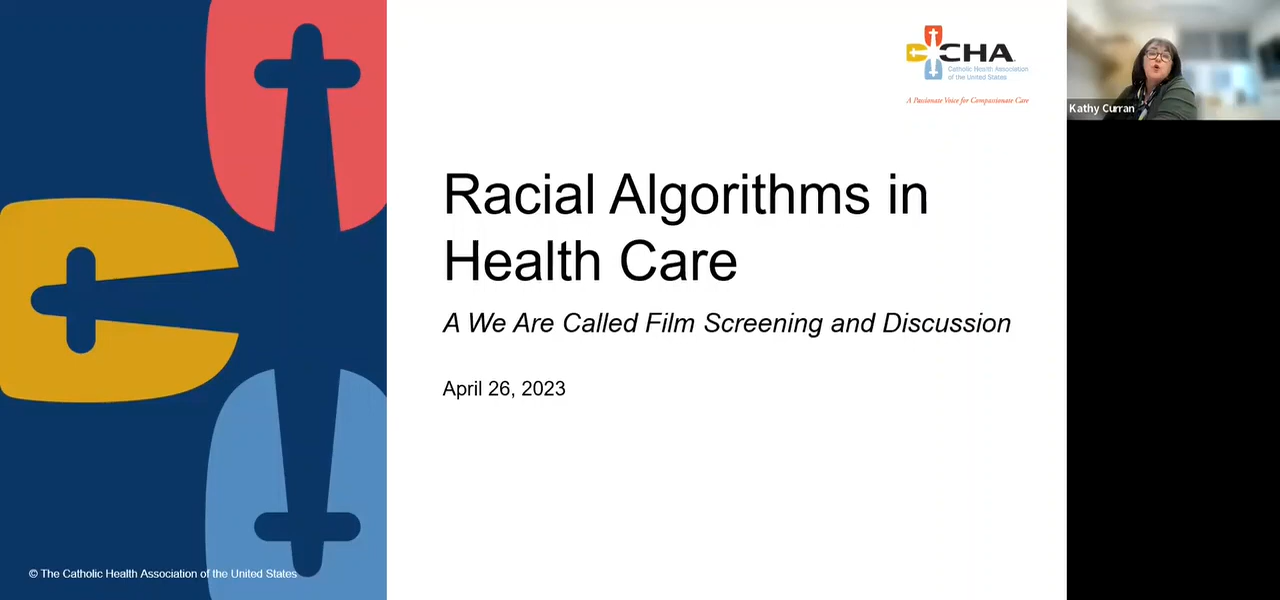 CHA
Catholic Health Association
of the United States
A Passionate Voice for Compassionate Care
Kathy Curran
Racial Algorithms in
Health Care
A We Are Called Film Screening and Discussion
April 26, 2023
© The Catholic Health Association of the United States